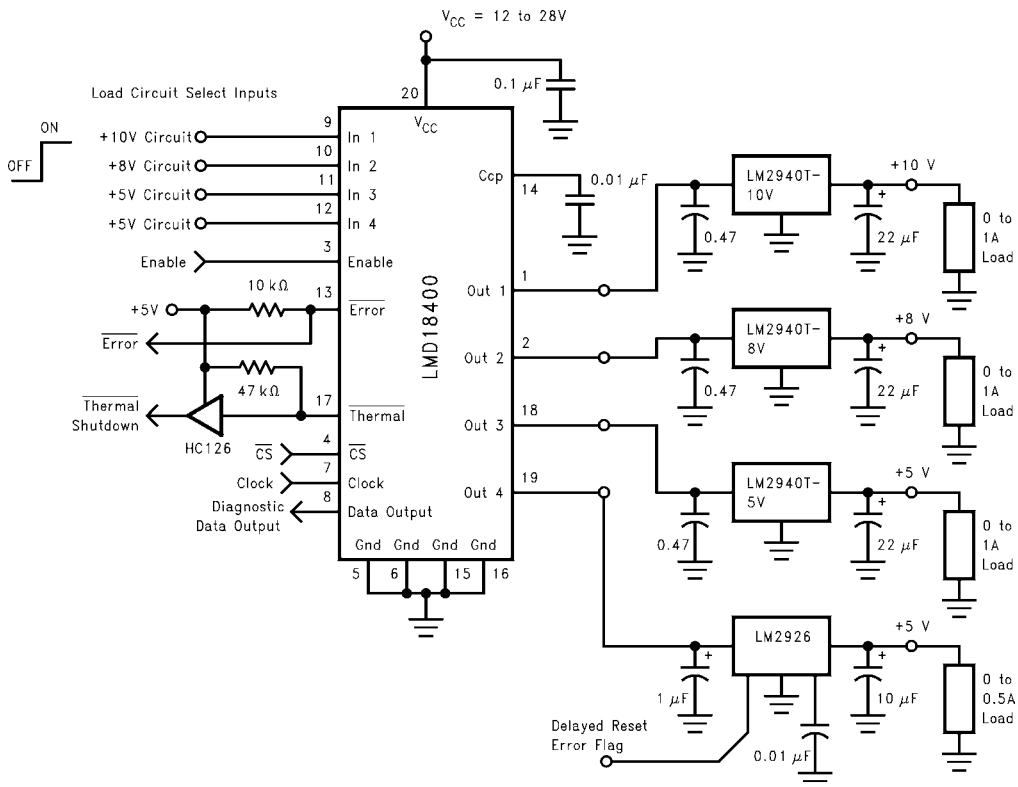 V_CC = 12 to 28V
0.1 μF
20
V_CC
Load Circuit Select Inputs
ON
OFF
+10V Circuit
9
In 1
+8V Circuit
10
In 2
+5V Circuit
11
In 3
+5V Circuit
12
In 4
Enable
3
Enable
+5V
10 kΩ
13
Error
Error
47 kΩ
Thermal
Shutdown
HC126
17
Thermal
CS
4
CS
Clock
7
Clock
Diagnostic
Data Output
8
Data Output
LMD18400
Ccp
14
0.01 μF
Out 1
1
Out 2
2
Out 3
18
Out 4
19
Gnd Gnd Gnd Gnd
5 6 15 16
0.47
LM2940T-
10V
+10 V
+
22 μF
0 to
1A
Load
0.47
LM2940T-
8V
+8 V
+
22 μF
0 to
1A
Load
0.47
LM2940T-
5V
+5 V
+
22 μF
0 to
1A
Load
+
1 μF
LM2926
+5 V
+
10 μF
0 to
0.5A
Load
Delayed Reset
Error Flag
0.01 μF